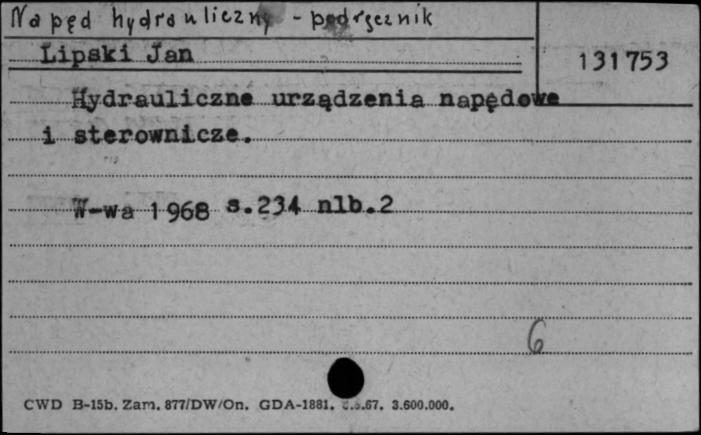 Napęd hydrauliczny - podręcznik
Lipski Jan
131753
Hydrauliczne urządzenia napędowe
i sterownicze.
W-wa 1968 s.234 nlb.2
6
CWD B-15b. Zam. 877/DW/On. GDA-1881. .67. 3.600.000.